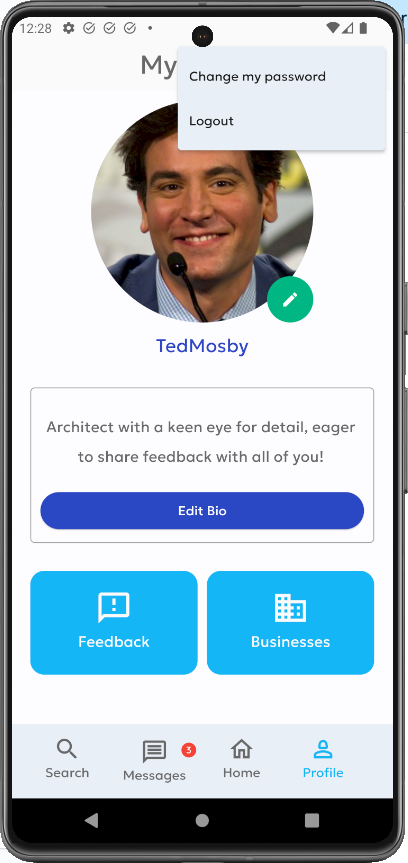 12:28
My
Change my password
Logout
TedMosby
Architect with a keen eye for detail, eager
to share feedback with all of you!
Edit Bio
Feedback
Businesses
3
Search
Messages
Home
Profile